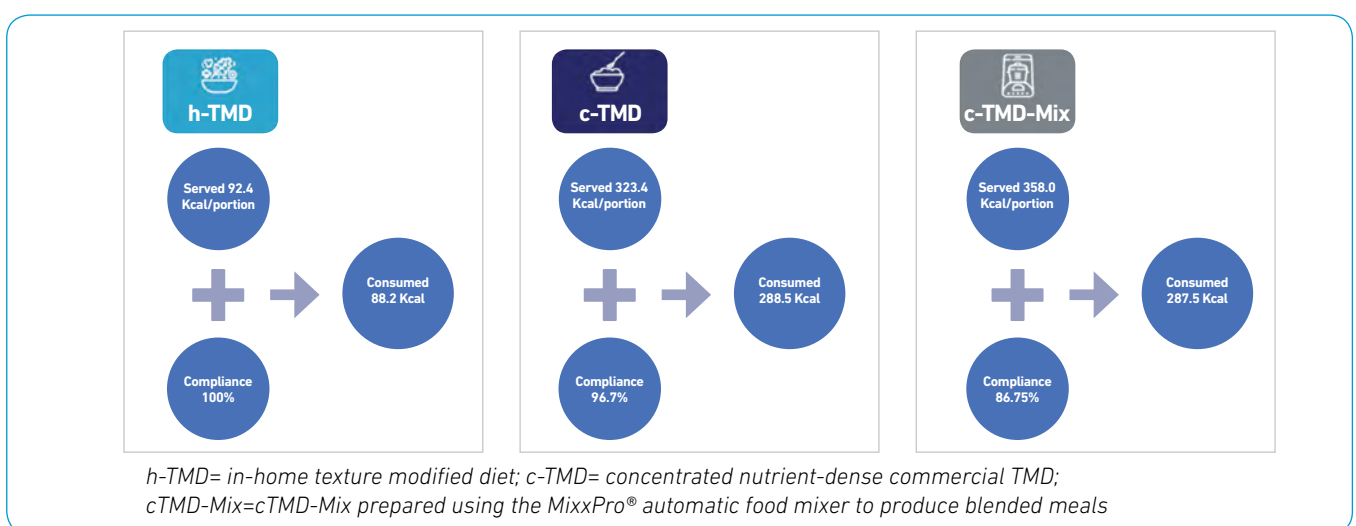 h-TMD
Served 92.4
Kcal/portion
Consumed
88.2 Kcal
Compliance
100%
c-TMD
Served 323.4
Kcal/portion
Consumed
288.5 Kcal
Compliance
96.7%
c-TMD-Mix
Served 358.0
Kcal/portion
Consumed
287.5 Kcal
Compliance
86.75%
h-TMD= in-home texture modified diet; c-TMD= concentrated nutrient-dense commercial TMD;
cTMD-Mix=cTMD-Mix prepared using the MixxPro® automatic food mixer to produce blended meals